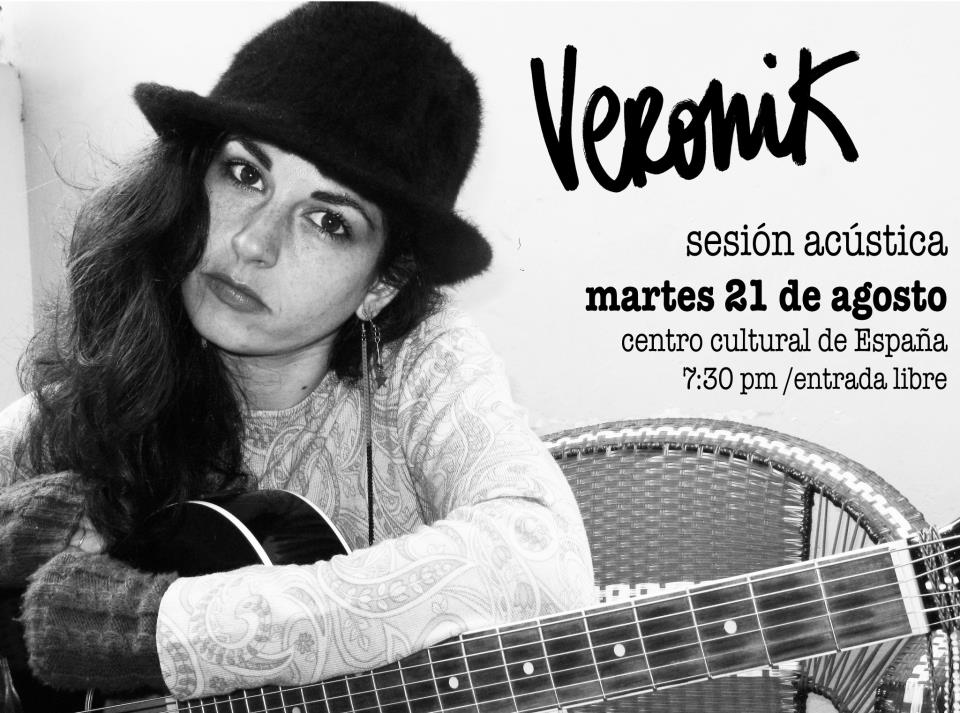 VeroniK
sesión acústica
martes 21 de agosto
centro cultural de España
7:30 pm /entrada libre